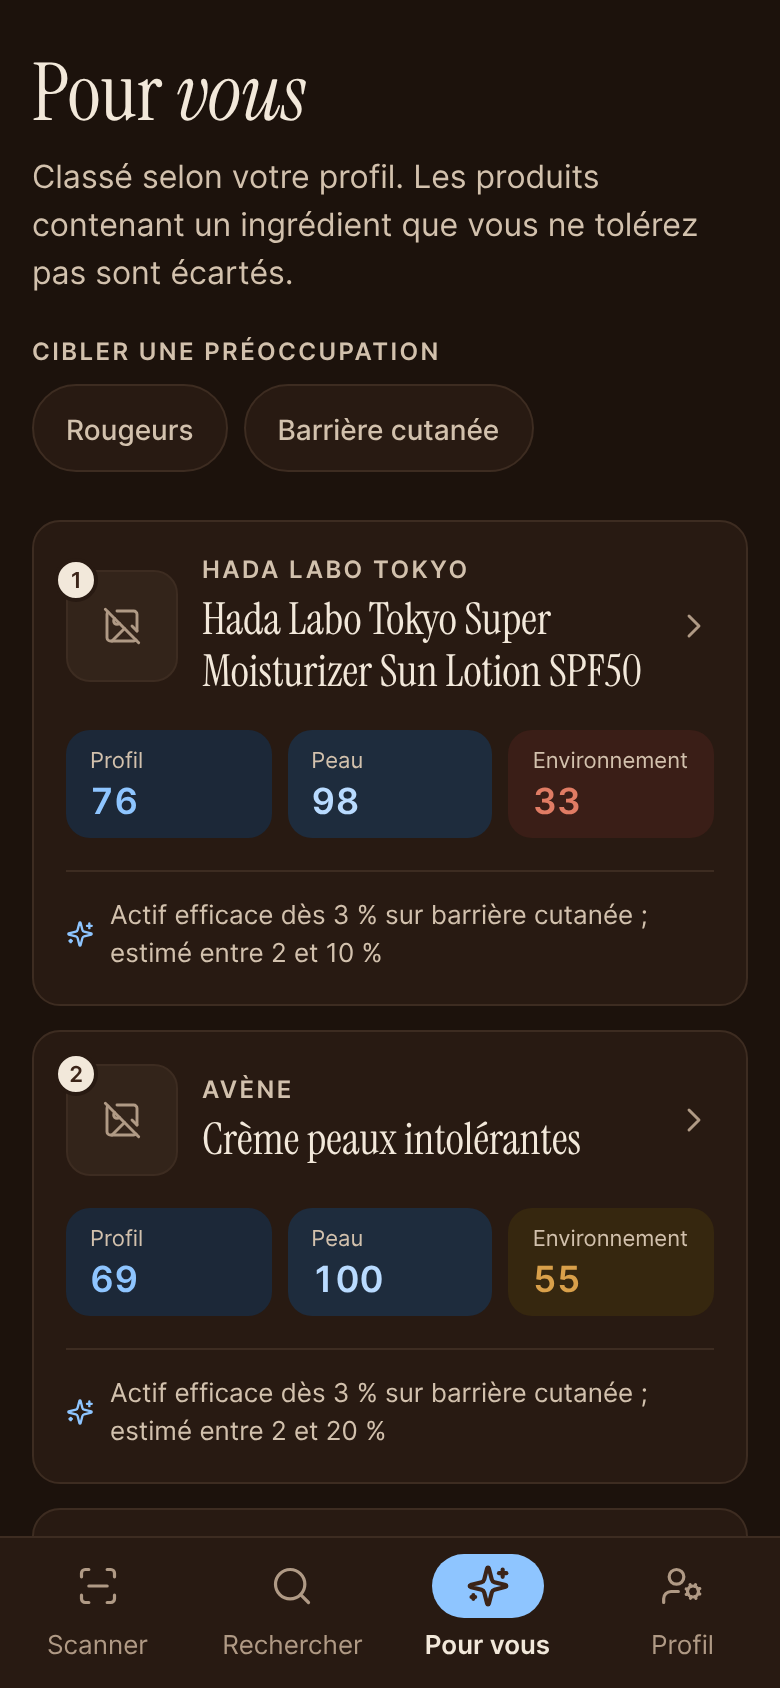 Pour vous
Classé selon votre profil. Les produits
contenant un ingrédient que vous ne tolérez
pas sont écartés.
CIBLER UNE PRÉOCCUPATION
Rougeurs
Barrière cutanée
1
HADA LABO TOKYO
Hada Labo Tokyo Super
Moisturizer Sun Lotion SPF50
Profil
76
Peau
98
Environnement
33
Actif efficace dès 3 % sur barrière cutanée ;
estimé entre 2 et 10 %
2
AVÈNE
Crème peaux intolérantes
Profil
69
Peau
100
Environnement
55
Actif efficace dès 3 % sur barrière cutanée ;
estimé entre 2 et 20 %
Scanner
Rechercher
Pour vous
Profil